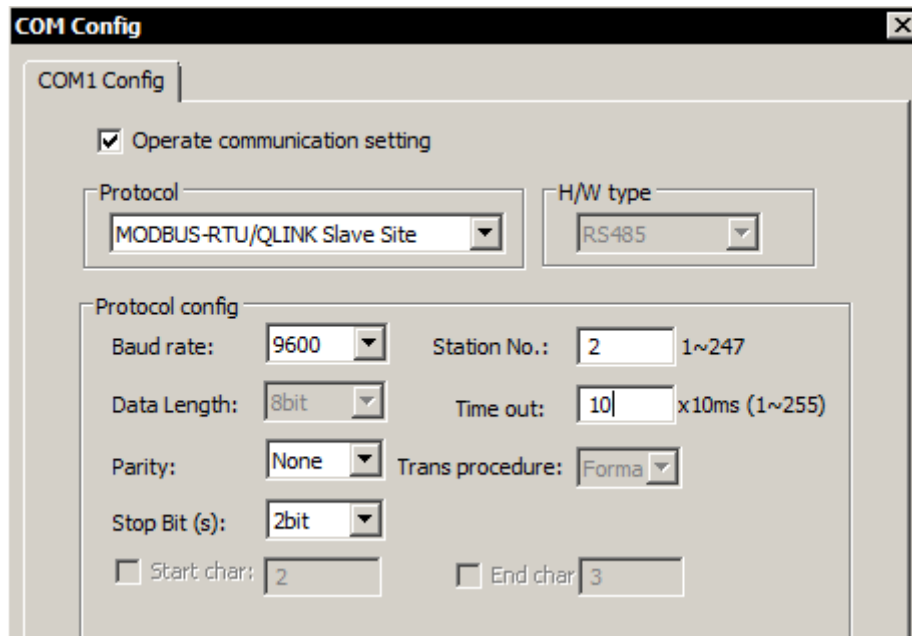 COM Config
COM1 Config
Operate communication setting
Protocol
H/W type
MODBUS-RTU/QLINK Slave Site
RS485
Protocol config
Baud rate: 9600 Station No.: 2 1~247
Data Length: 8bit Time out: 10 x10ms (1~255)
Parity: None Trans procedure: Forma
Stop Bit (s): 2bit
Start char: 2 End char 3